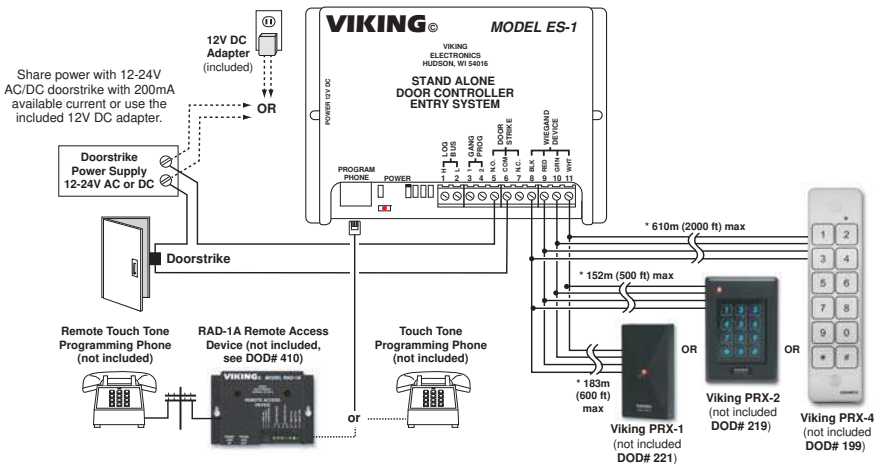 VIKING©
MODEL ES-1
VIKING
ELECTRONICS
HUDSON, WI 54016
STAND ALONE
DOOR CONTROLLER
ENTRY SYSTEM
POWER 12V DC
12V DC
Adapter
(included)
Share power with 12-24V
AC/DC doorstrike with 200mA
available current or use the
included 12V DC adapter.
OR
Doorstrike
Power Supply
12-24V AC or DC
PROGRAM
PHONE
POWER
LOG
BUS
GANG
PROG
DOOR
STRIKE
WIEGAND
DEVICE
H L 1 2 N.O. COM N.C. BLK RED GRN WHT
1 2 3 4 5 6 7 8 9 10 11
Doorstrike
* 610m (2000 ft) max
* 152m (500 ft) max
* 183m
(600 ft)
max
1 2
3 4
5 6
7 8
9 0
* #
OR
OR
Viking PRX-1
(not included
DOD# 221)
Viking PRX-2
(not included
DOD# 219)
Viking PRX-4
(not included
DOD# 199)
Remote Touch Tone
Programming Phone
(not included)
RAD-1A Remote Access
Device (not included,
see DOD# 410)
Touch Tone
Programming Phone
(not included)
VIKING MODEL RAD-1A
REMOTE ACCESS
DEVICE
or